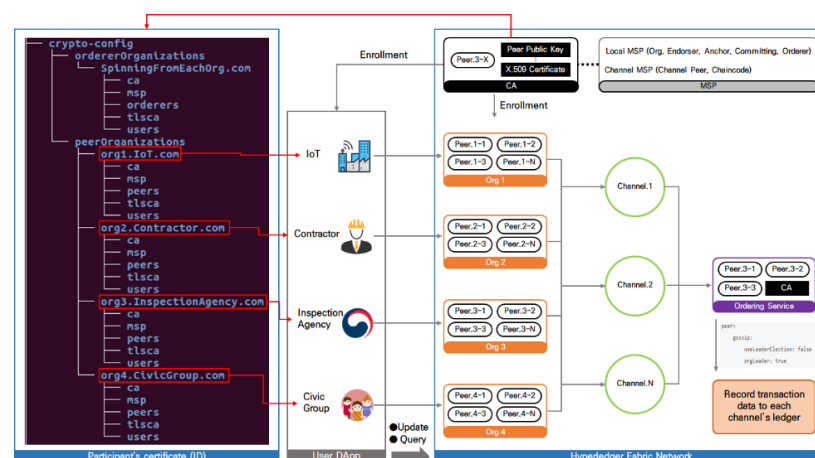 crypto-config
ordererOrganizations
SpinningFromEachOrg.com
ca
msp
orderers
tlsca
users
peerOrganizations
org1.IoT.com
ca
msp
peers
tlsca
users
org2.Contractor.com
ca
msp
peers
tlsca
users
org3.InspectionAgency.com
ca
msp
peers
tlsca
users
org4.CivicGroup.com
ca
msp
peers
tlsca
users
Participant's certificate (ID)
Enrollment
IoT
Contractor
Inspection
Agency
Civic
Group
User DApp
●Update
●Query
Peer.3-X
Peer Public Key
X.509 Certificate
CA
Enrollment
Local MSP (Org, Endorser, Anchor, Committing, Orderer)
Channel MSP (Channel Peer, Chaincode)
MSP
Peer.1-1 Peer.1-2
Peer.1-3 Peer.1-N
Org 1
Peer.2-1 Peer.2-2
Peer.2-3 Peer.2-N
Org 2
Peer.3-1 Peer.3-2
Peer.3-3 Peer.3-N
Org 3
Peer.4-1 Peer.4-2
Peer.4-3 Peer.4-N
Org 4
Channel.1
Channel.2
Channel.N
Peer.3-1 Peer.3-2
Peer.3-3 CA
Ordering Service
peer:
gossip:
useLeaderElection: false
orgLeader: true
Record transaction
data to each
channel's ledger
Hyperledger Fabric Network